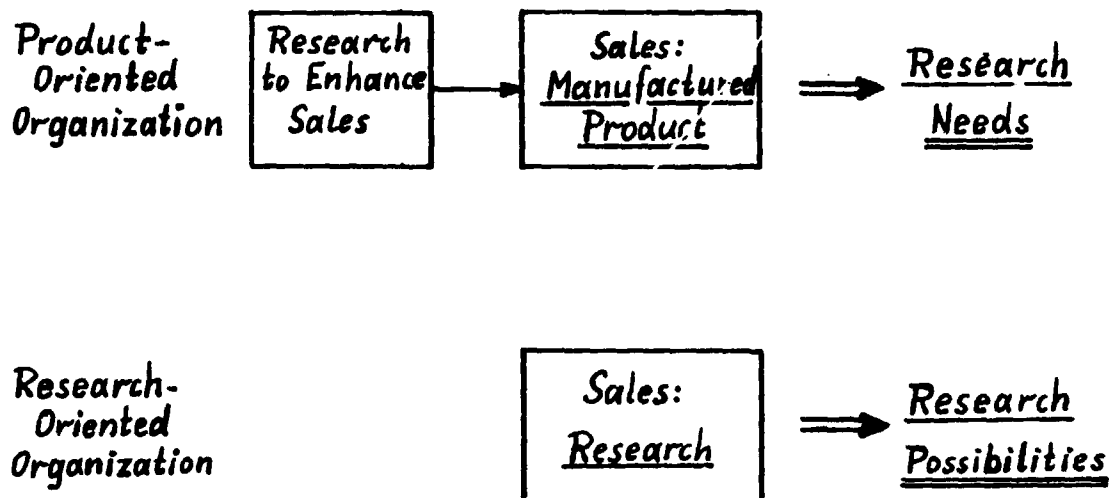 Product-
Oriented
Organization
Research
to Enhance
Sales
Sales:
Manufactured
Product
Research
Needs
Research-
Oriented
Organization
Sales:
Research
Research
Possibilities